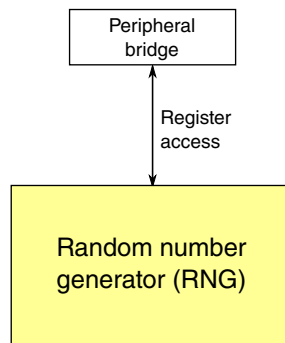 Peripheral
bridge
Register
access
Random number
generator (RNG)